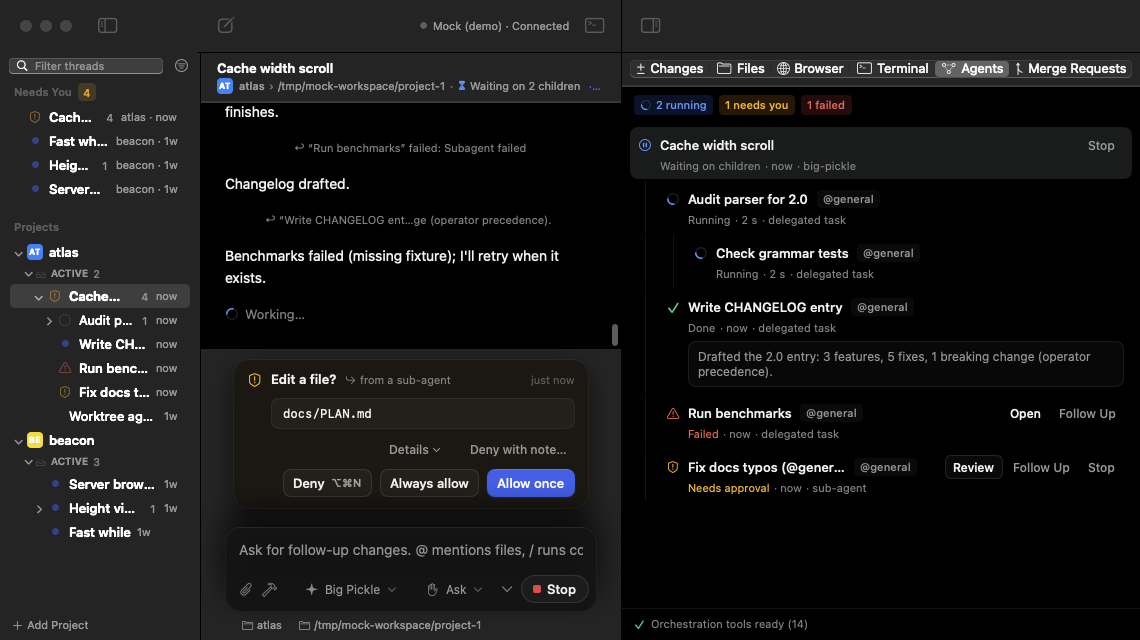 Mock (demo) · Connected
Filter threads
Needs You 4
Cach... 4 atlas · now
Fast wh... beacon · 1w
Heig... 1 beacon · 1w
Server... beacon · 1w
Projects
AT atlas
ACTIVE 2
Cache... 4 now
Audit p... 1 now
Write CH... now
Run benc... now
Fix docs t... now
Worktree ag... 1w
BE beacon
ACTIVE 3
Server brow... 1w
Height vi... 1 1w
Fast while 1w
+ Add Project
Cache width scroll
AT atlas › /tmp/mock-workspace/project-1 · Waiting on 2 children ·...
finishes.
↩ "Run benchmarks" failed: Subagent failed
Changelog drafted.
↩ "Write CHANGELOG ent...ge (operator precedence).
Benchmarks failed (missing fixture); I'll retry when it
exists.
Working...
Edit a file? ↪ from a sub-agent just now
docs/PLAN.md
Details Deny with note...
Deny ⌥⌘N Always allow Allow once
Ask for follow-up changes. @ mentions files, / runs cc
Big Pickle Ask Stop
atlas /tmp/mock-workspace/project-1
Changes Files Browser Terminal Agents Merge Requests
2 running 1 needs you 1 failed
Cache width scroll Stop
Waiting on children · now · big-pickle
Audit parser for 2.0 @general
Running · 2 s · delegated task
Check grammar tests @general
Running · 2 s · delegated task
Write CHANGELOG entry @general
Done · now · delegated task
Drafted the 2.0 entry: 3 features, 5 fixes, 1 breaking change (operator
precedence).
Run benchmarks @general Open Follow Up
Failed · now · delegated task
Fix docs typos (@gener... @general Review Follow Up Stop
Needs approval · now · sub-agent
Orchestration tools ready (14)